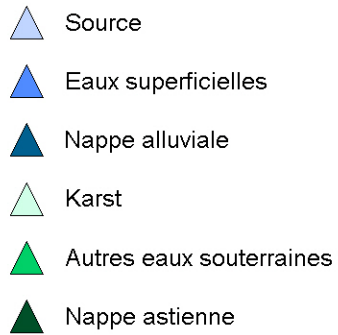 Source
Eaux superficielles
Nappe alluviale
Karst
Autres eaux souterraines
Nappe astienne